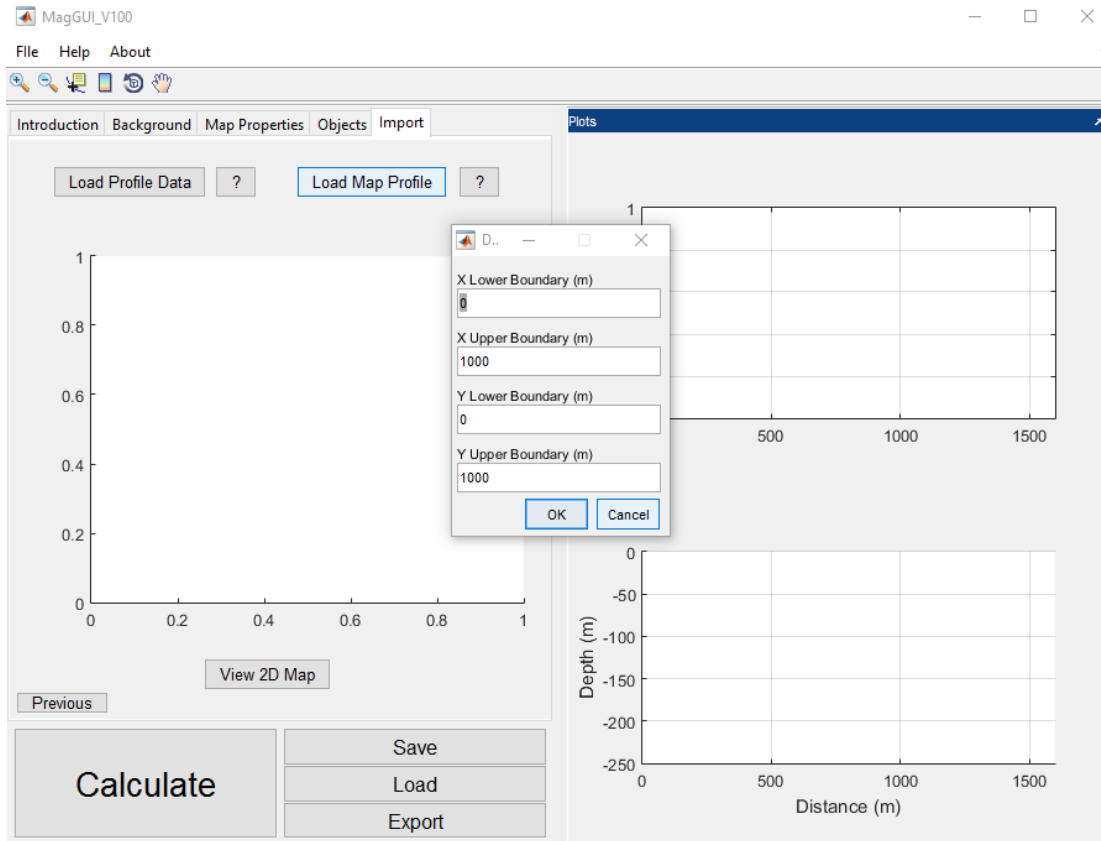 MagGUI_V100
FIle Help About
Introduction Background Map Properties Objects Import
Load Profile Data ? Load Map Profile ?
1
0.8
0.6
0.4
0.2
0
0 0.2 0.4 0.6 0.8 1
View 2D Map
Previous
Calculate
Save
Load
Export
D..
X Lower Boundary (m)
0
X Upper Boundary (m)
1000
Y Lower Boundary (m)
0
Y Upper Boundary (m)
1000
OK Cancel
Plots
1
500 1000 1500
0
-50
-100
-150
-200
-250
Depth (m)
0 500 1000 1500
Distance (m)